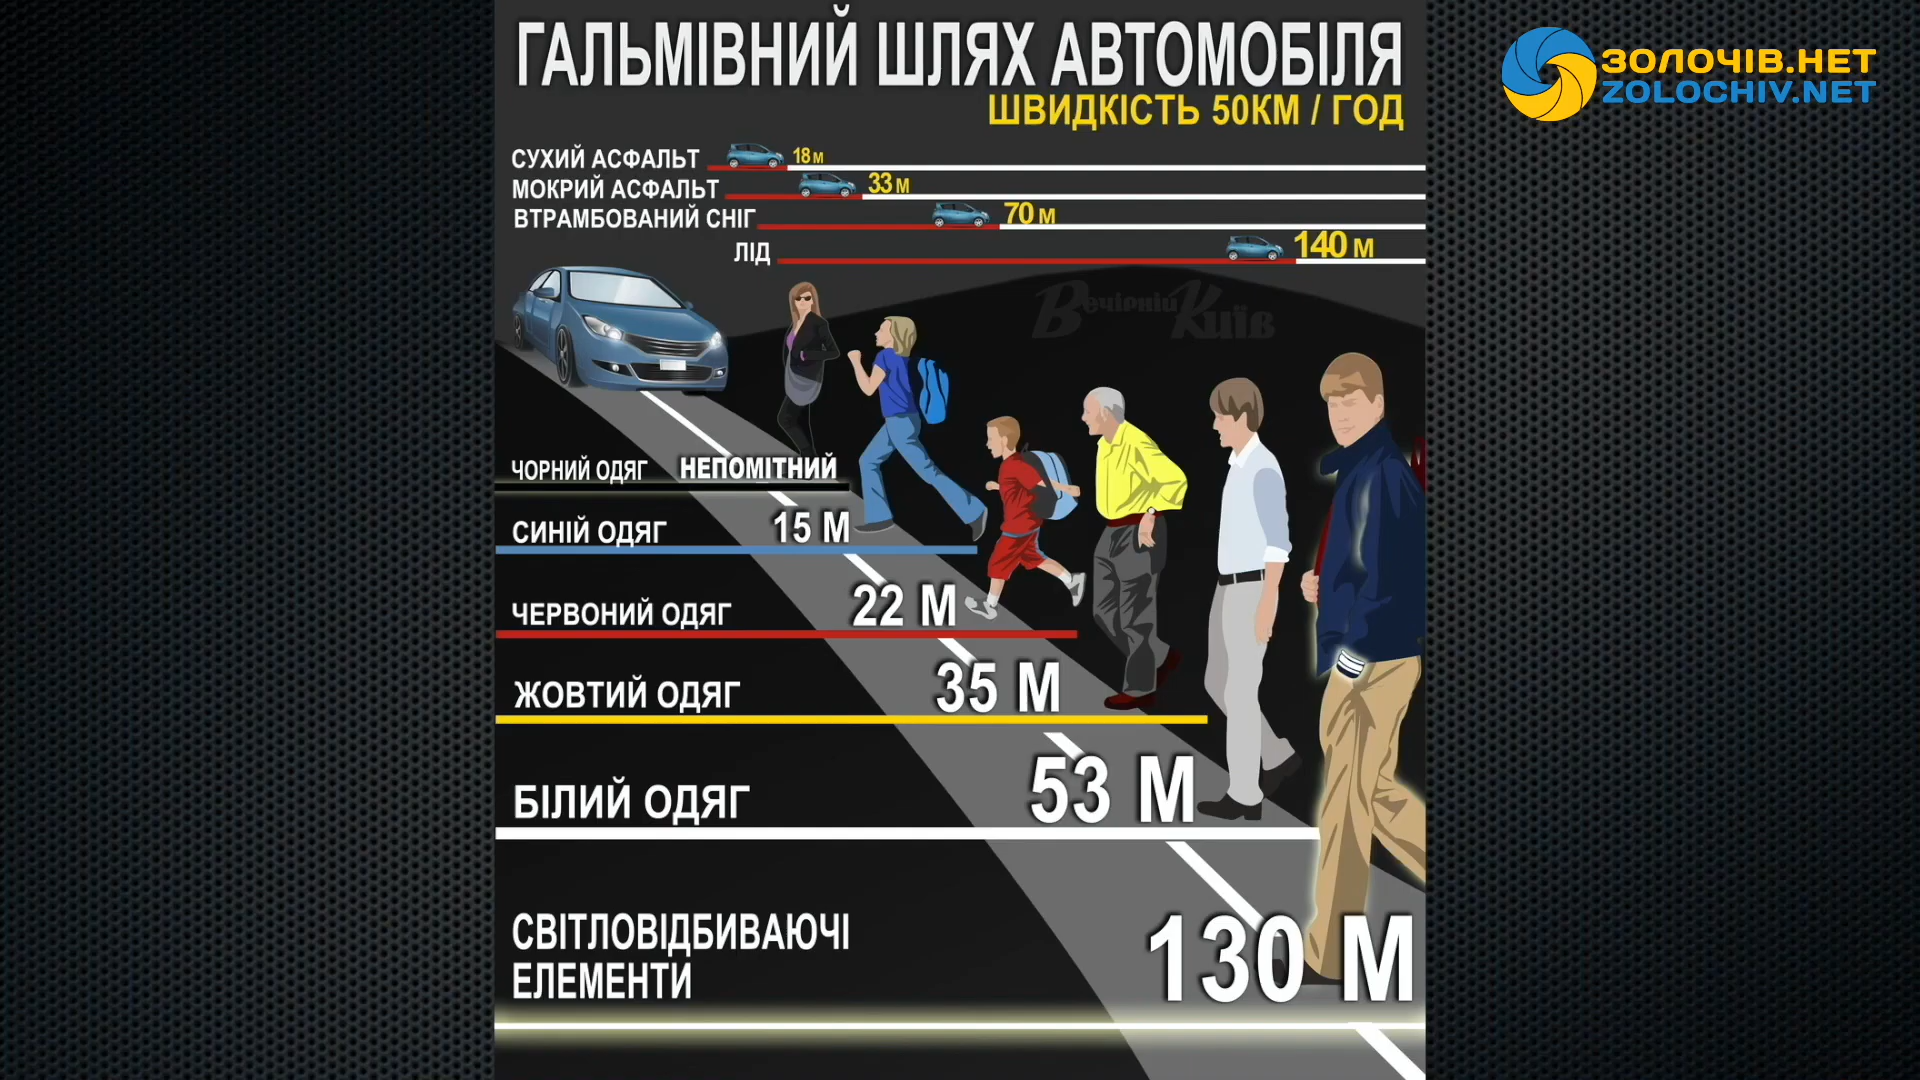 ГАЛЬМІВНИЙ ШЛЯХ АВТОМОБІЛЯ
ШВИДКІСТЬ 50КМ / ГОД
ЗОЛОЧІВ.НЕТ
ZOLOCHIV.NET
СУХИЙ АСФАЛЬТ 18 м
МОКРИЙ АСФАЛЬТ 33 м
ВТРАМБОВАНИЙ СНІГ 70 м
ЛІД 140 м
Вечірній Київ
ЧОРНИЙ ОДЯГ НЕПОМІТНИЙ
СИНІЙ ОДЯГ 15 М
ЧЕРВОНИЙ ОДЯГ 22 М
ЖОВТИЙ ОДЯГ 35 М
БІЛИЙ ОДЯГ 53 М
СВІТЛОВІДБИВАЮЧІ
ЕЛЕМЕНТИ 130 М